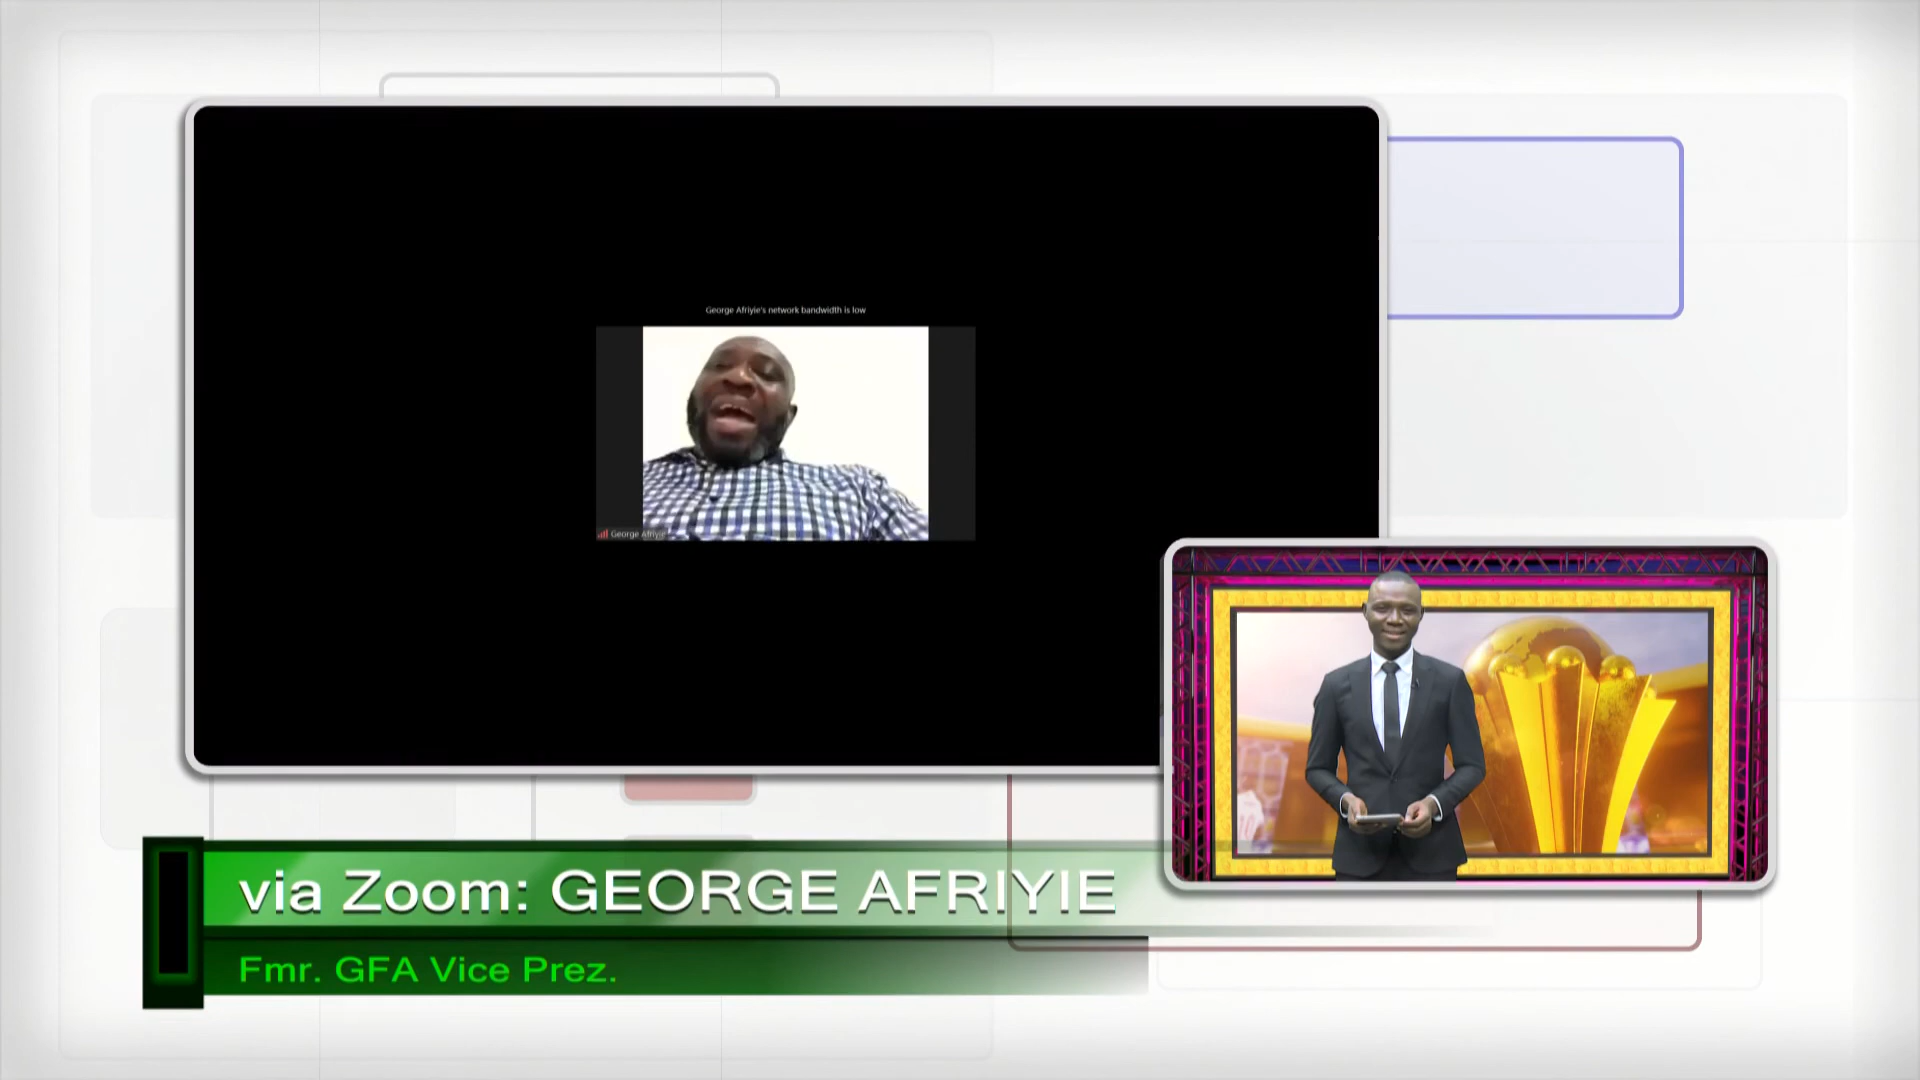 George Afriyie's network bandwidth is low
George Afriyie
via Zoom: GEORGE AFRIYIE
Fmr. GFA Vice Prez.